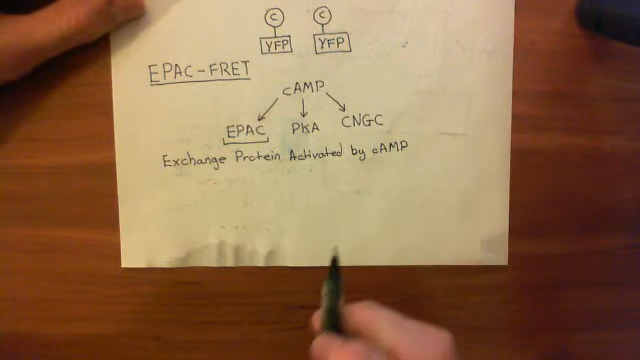 C C
YFP YFP
EPAC-FRET
cAMP
EPAC PKA CNGC
Exchange Protein Activated by cAMP